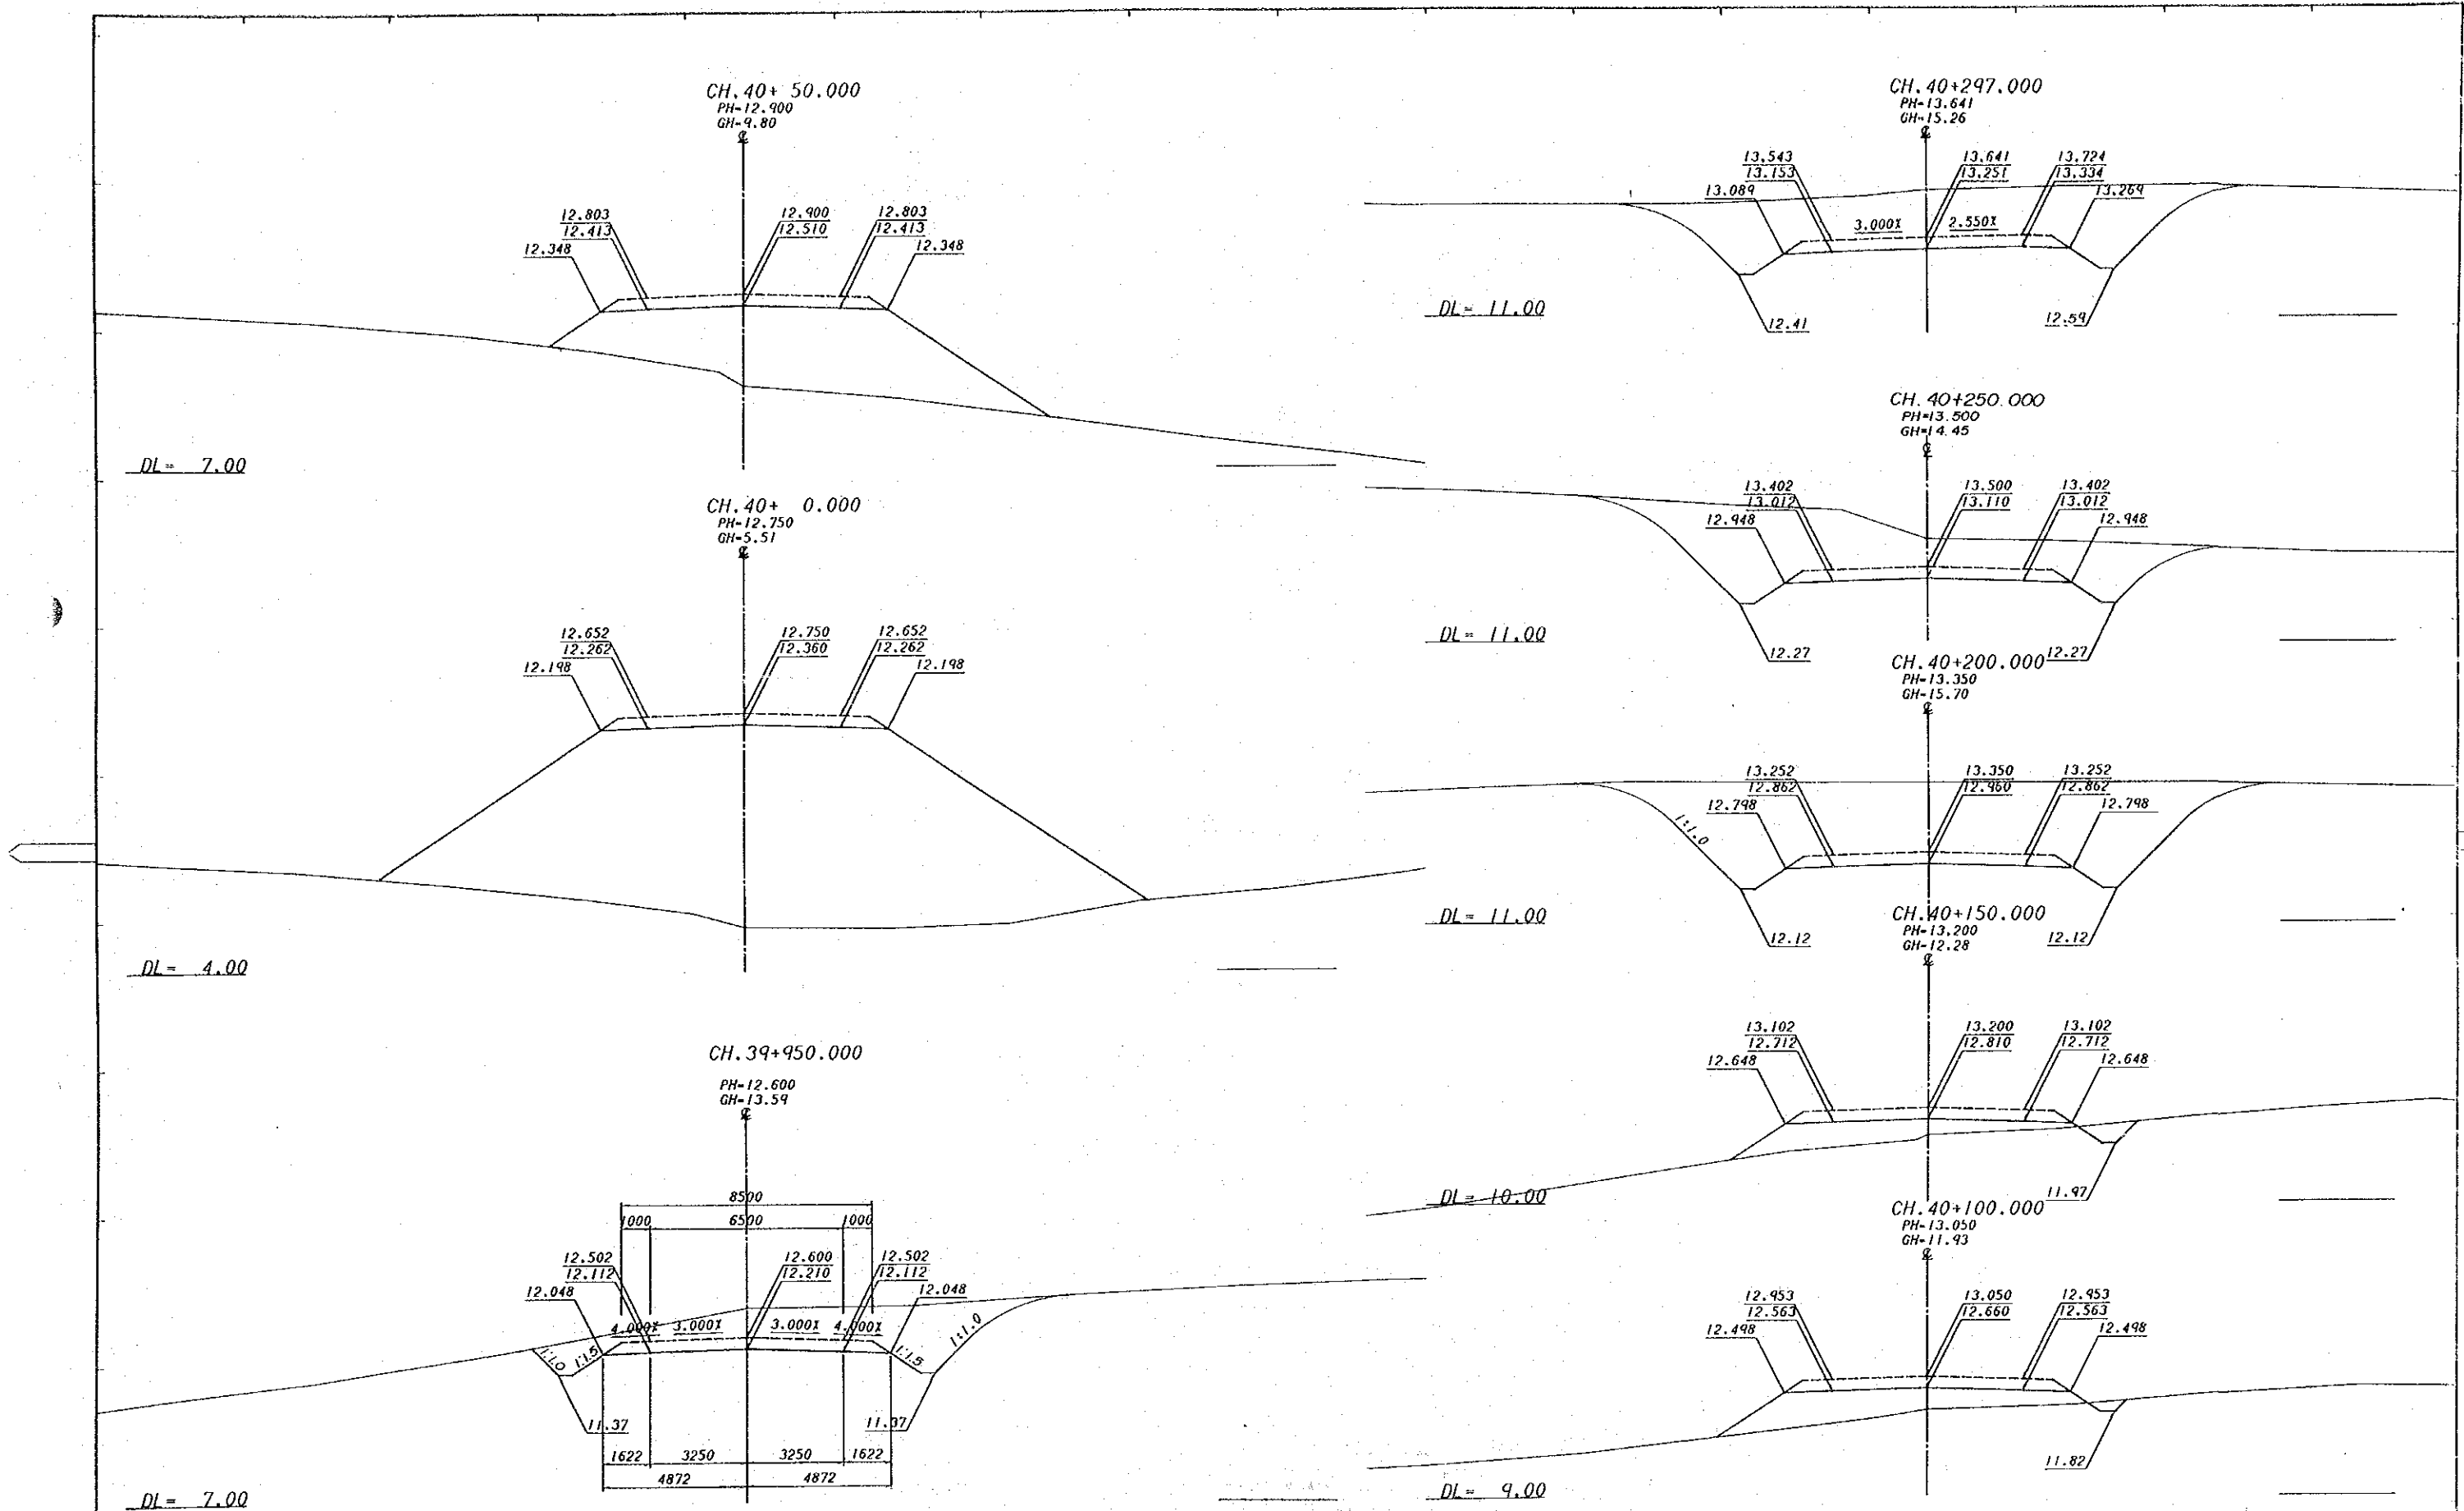 CH.40+ 50.000
PH=12.900
GH=9.80
12.803
12.413
12.348
12.900
12.510
12.803
12.413
12.348
DL= 7.00
CH.40+ 0.000
PH=12.750
GH=5.51
12.652
12.262
12.198
12.750
12.360
12.652
12.262
12.198
DL= 4.00
CH.39+950.000
PH=12.600
GH=13.59
8500
1000 6500 1000
12.502
12.112
12.048
12.600
12.210
12.502
12.112
12.048
4.000% 3.000% 3.000% 4.000%
1:1.0 1:1.5 1:1.5 1:1.0
11.37 11.37
1622 3250 3250 1622
4872 4872
DL= 7.00
CH.40+297.000
PH=13.641
GH=15.26
13.543
13.153
13.089
13.641
13.251
13.724
13.334
13.269
3.000% 2.550%
DL= 11.00
12.41 12.59
CH.40+250.000
PH=13.500
GH=14.45
13.402
13.012
12.948
13.500
13.110
13.402
13.012
12.948
DL= 11.00
12.27 12.27
CH.40+200.000
PH=13.350
GH=15.70
13.252
12.862
12.798
13.350
12.960
13.252
12.862
12.798
1:1.0
DL= 11.00
12.12 12.12
CH.40+150.000
PH=13.200
GH=12.28
13.102
12.712
12.648
13.200
12.810
13.102
12.712
12.648
DL= 10.00
11.97
CH.40+100.000
PH=13.050
GH=11.93
12.953
12.563
12.498
13.050
12.660
12.953
12.563
12.498
11.82
DL= 9.00